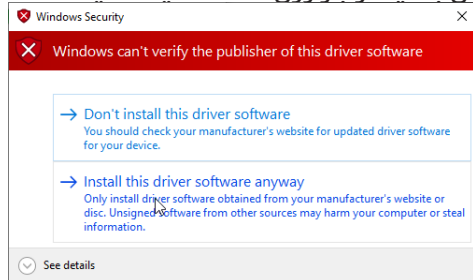 Windows Security
Windows can't verify the publisher of this driver software
Don't install this driver software
You should check your manufacturer's website for updated driver software
for your device.
Install this driver software anyway
Only install driver software obtained from your manufacturer's website or
disc. Unsigned software from other sources may harm your computer or steal
information.
See details